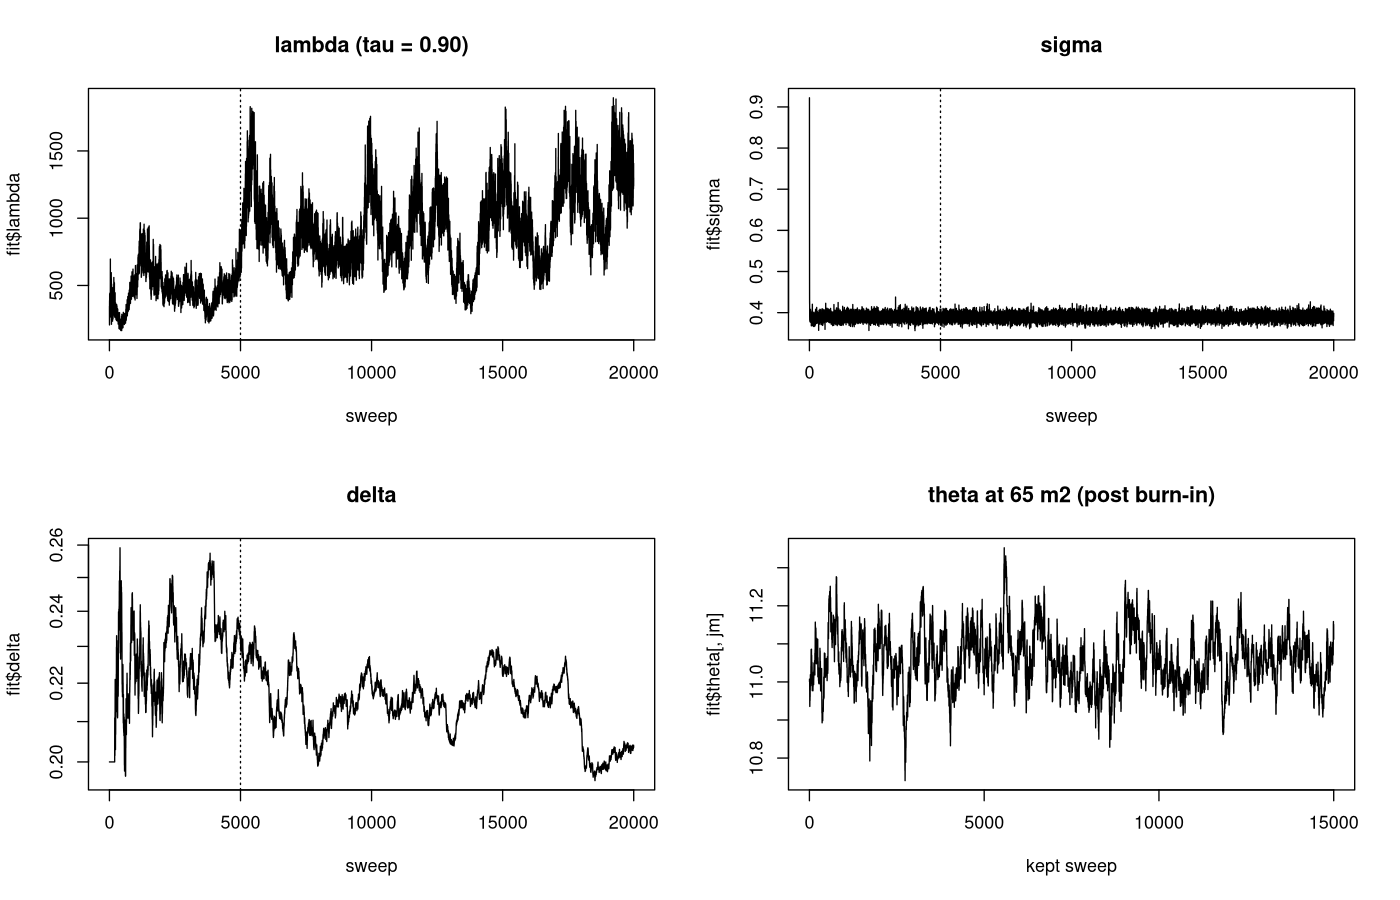 lambda (tau = 0.90)
fit$lambda
500
1000
1500
0
5000
10000
15000
20000
sweep
sigma
fit$sigma
0.4
0.5
0.6
0.7
0.8
0.9
0
5000
10000
15000
20000
sweep
delta
fit$delta
0.20
0.22
0.24
0.26
0
5000
10000
15000
20000
sweep
theta at 65 m2 (post burn-in)
fit$theta[, jm]
10.8
11.0
11.2
0
5000
10000
15000
kept sweep